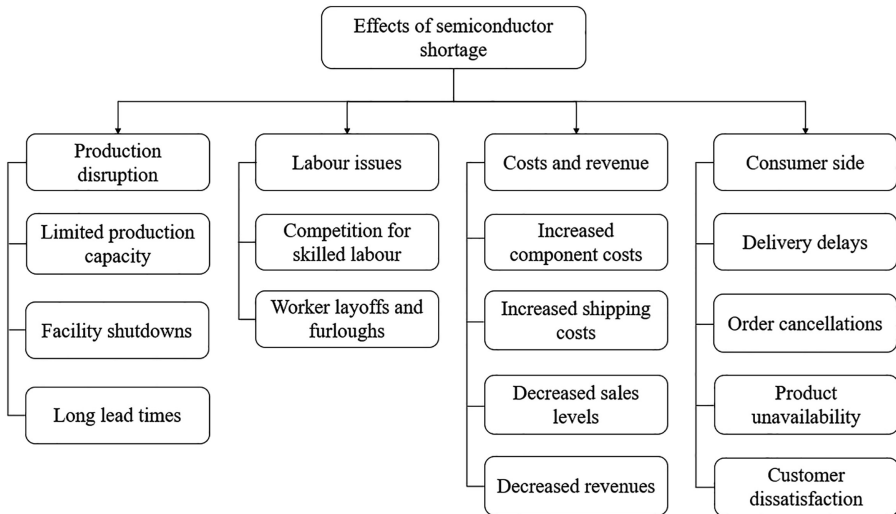 Effects of semiconductor
shortage
Production
disruption
Limited production
capacity
Facility shutdowns
Long lead times
Labour issues
Competition for
skilled labour
Worker layoffs and
furloughs
Costs and revenue
Increased
component costs
Increased shipping
costs
Decreased sales
levels
Decreased revenues
Consumer side
Delivery delays
Order cancellations
Product
unavailability
Customer
dissatisfaction